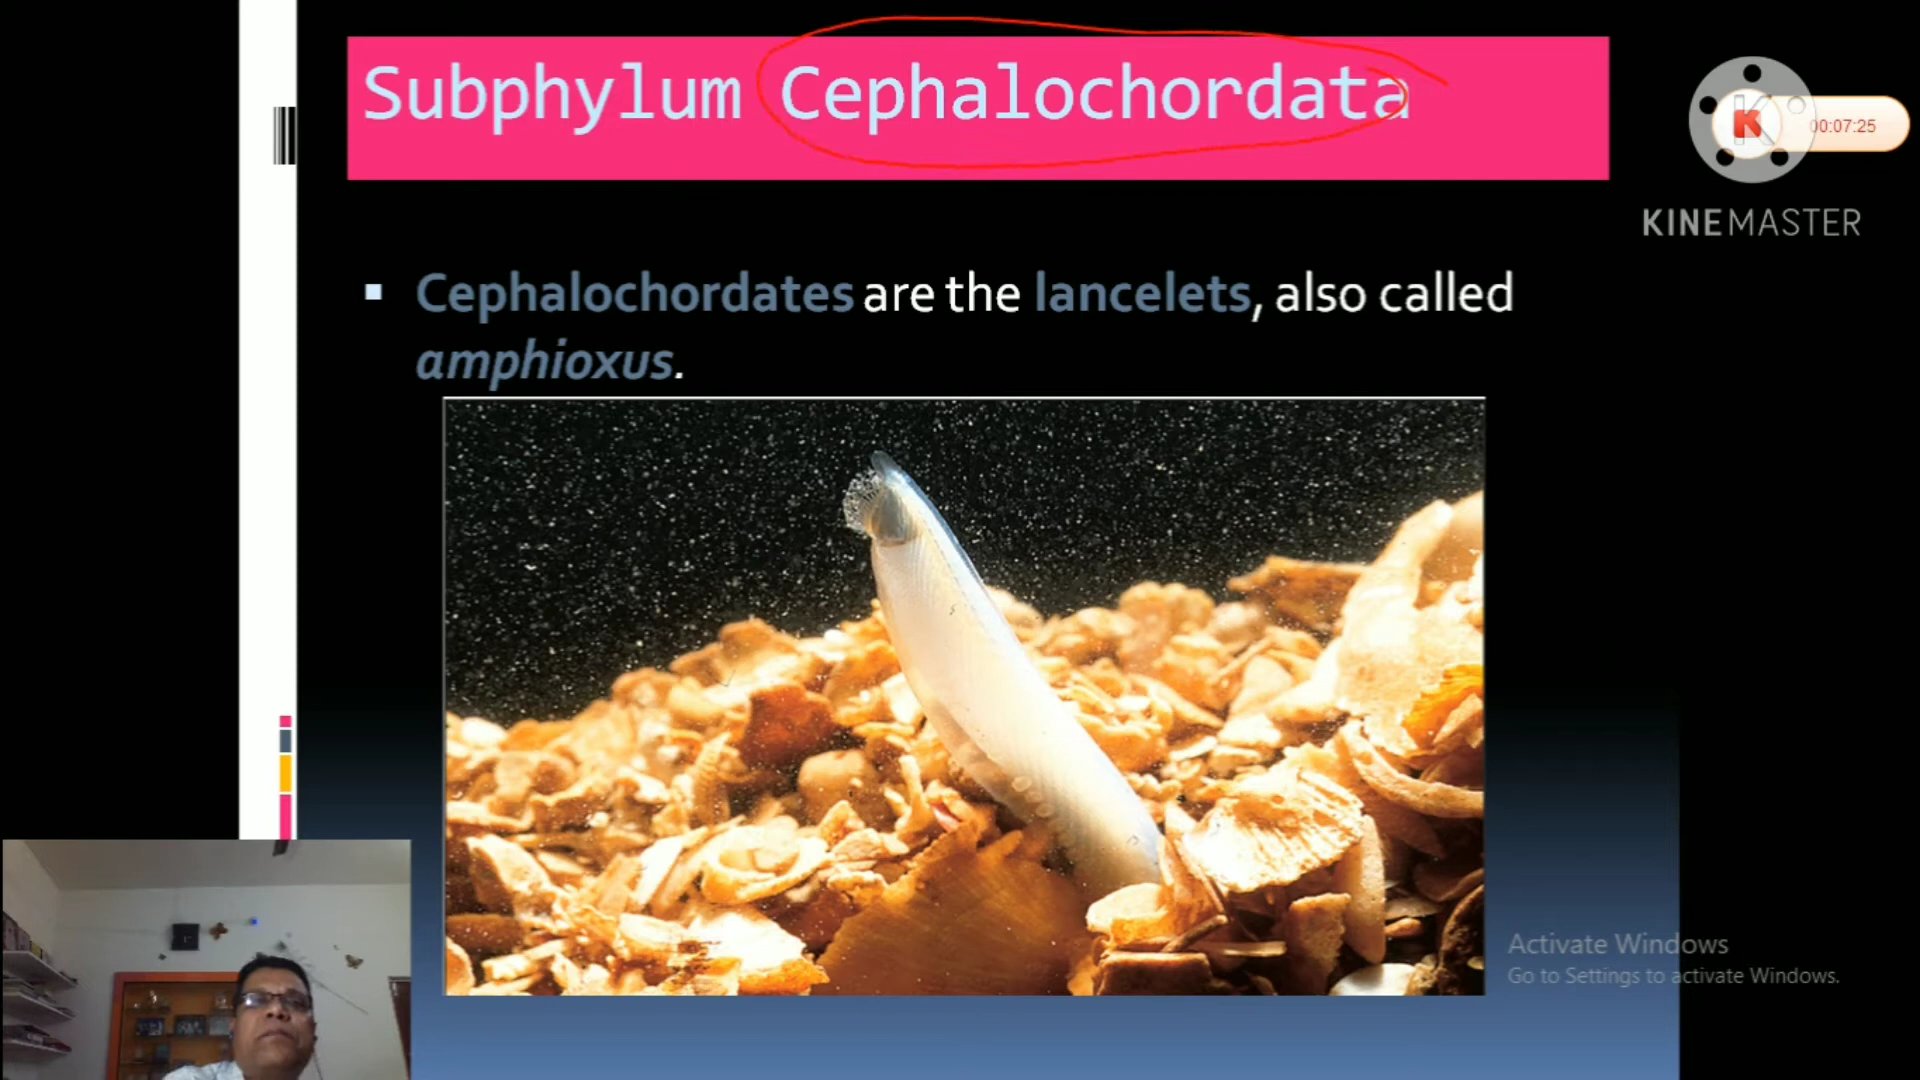 Subphylum Cephalochordata
K
00:07:25
KINEMASTER
Cephalochordates are the lancelets, also called
amphioxus.
Activate Windows
Go to Settings to activate Windows.